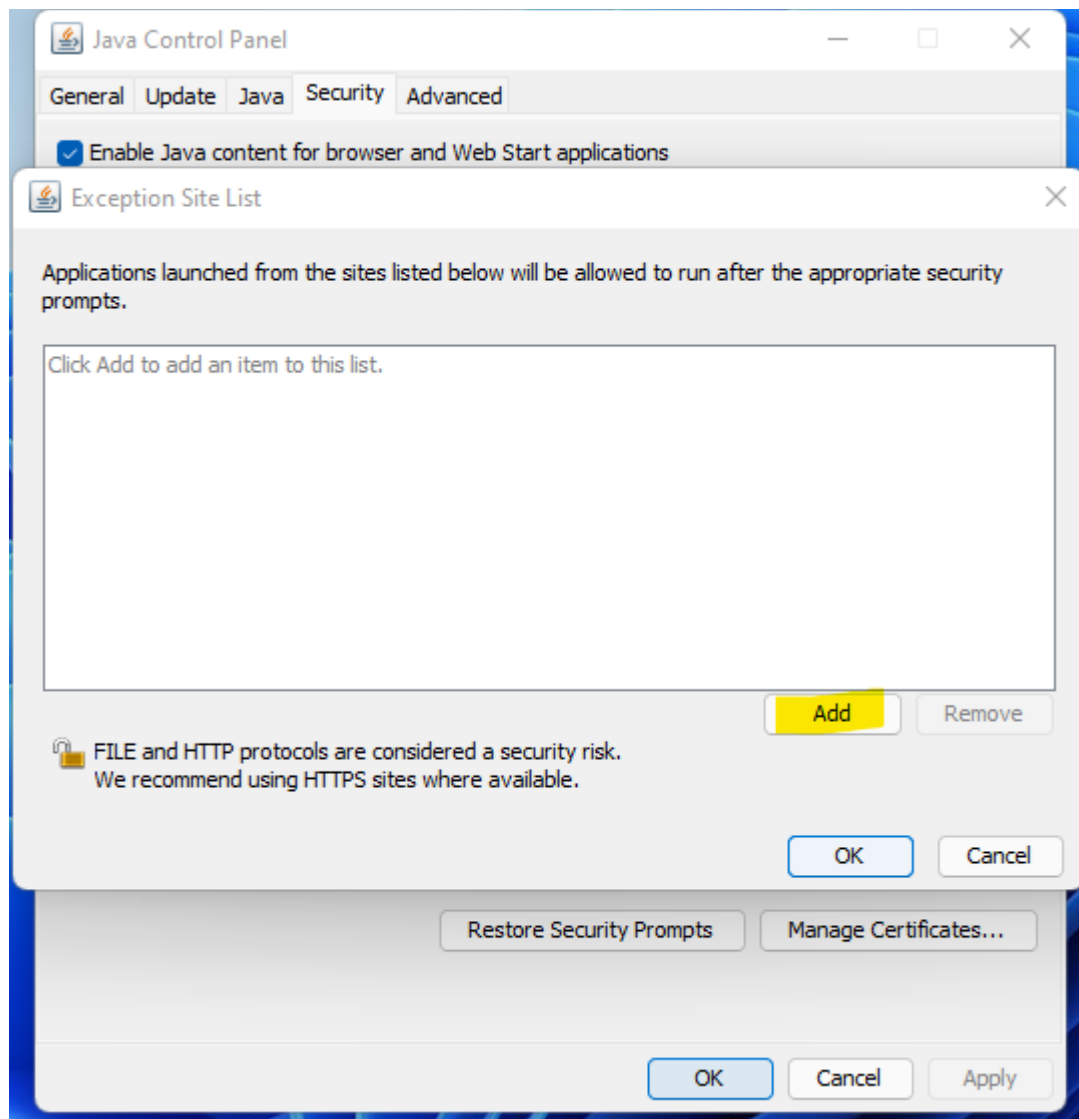 Java Control Panel
General Update Java Security Advanced
Enable Java content for browser and Web Start applications
Exception Site List
Applications launched from the sites listed below will be allowed to run after the appropriate security
prompts.
Click Add to add an item to this list.
Add Remove
FILE and HTTP protocols are considered a security risk.
We recommend using HTTPS sites where available.
OK Cancel
Restore Security Prompts Manage Certificates...
OK Cancel Apply